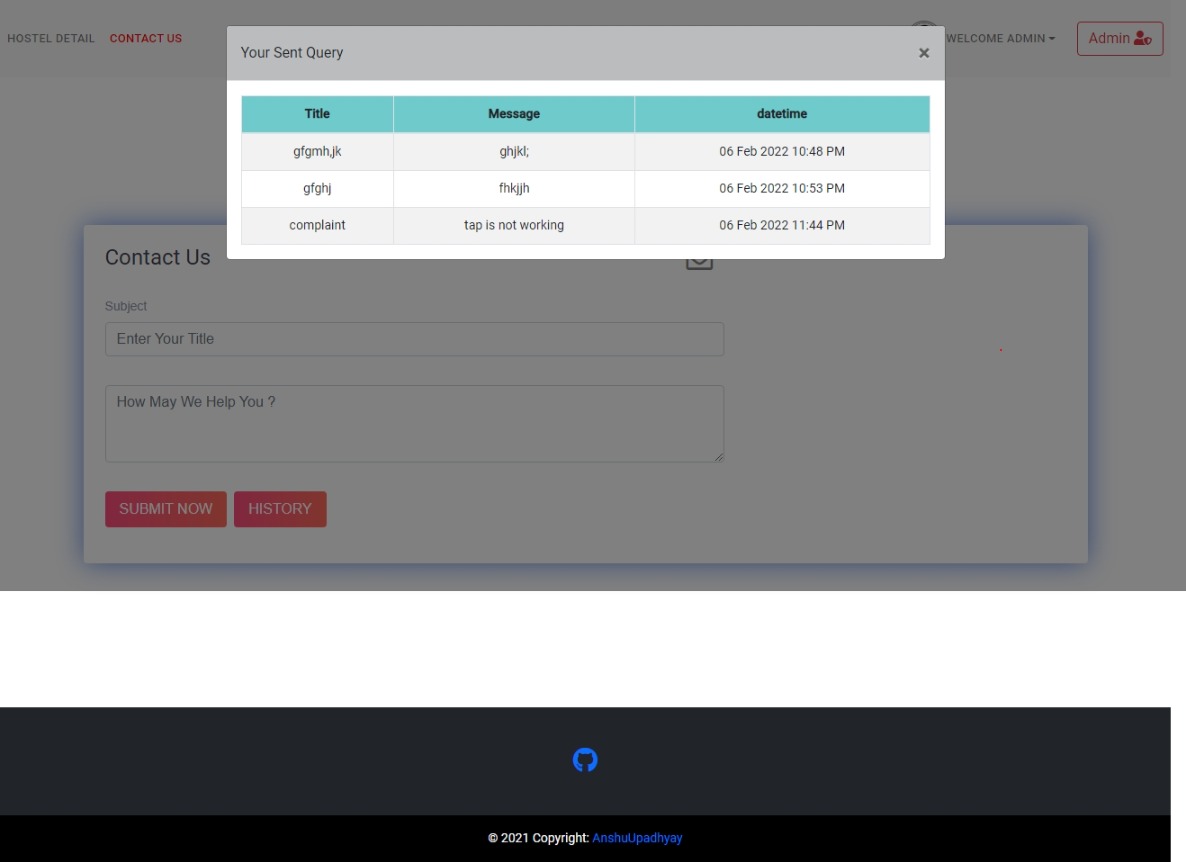 HOSTEL DETAIL CONTACT US WELCOME ADMIN Admin
Your Sent Query ×
Title Message datetime
gfgmh,jk ghjkl; 06 Feb 2022 10:48 PM
gfghj fhkjjh 06 Feb 2022 10:53 PM
complaint tap is not working 06 Feb 2022 11:44 PM
Contact Us
Subject
Enter Your Title
How May We Help You ?
SUBMIT NOW HISTORY
© 2021 Copyright: AnshuUpadhyay